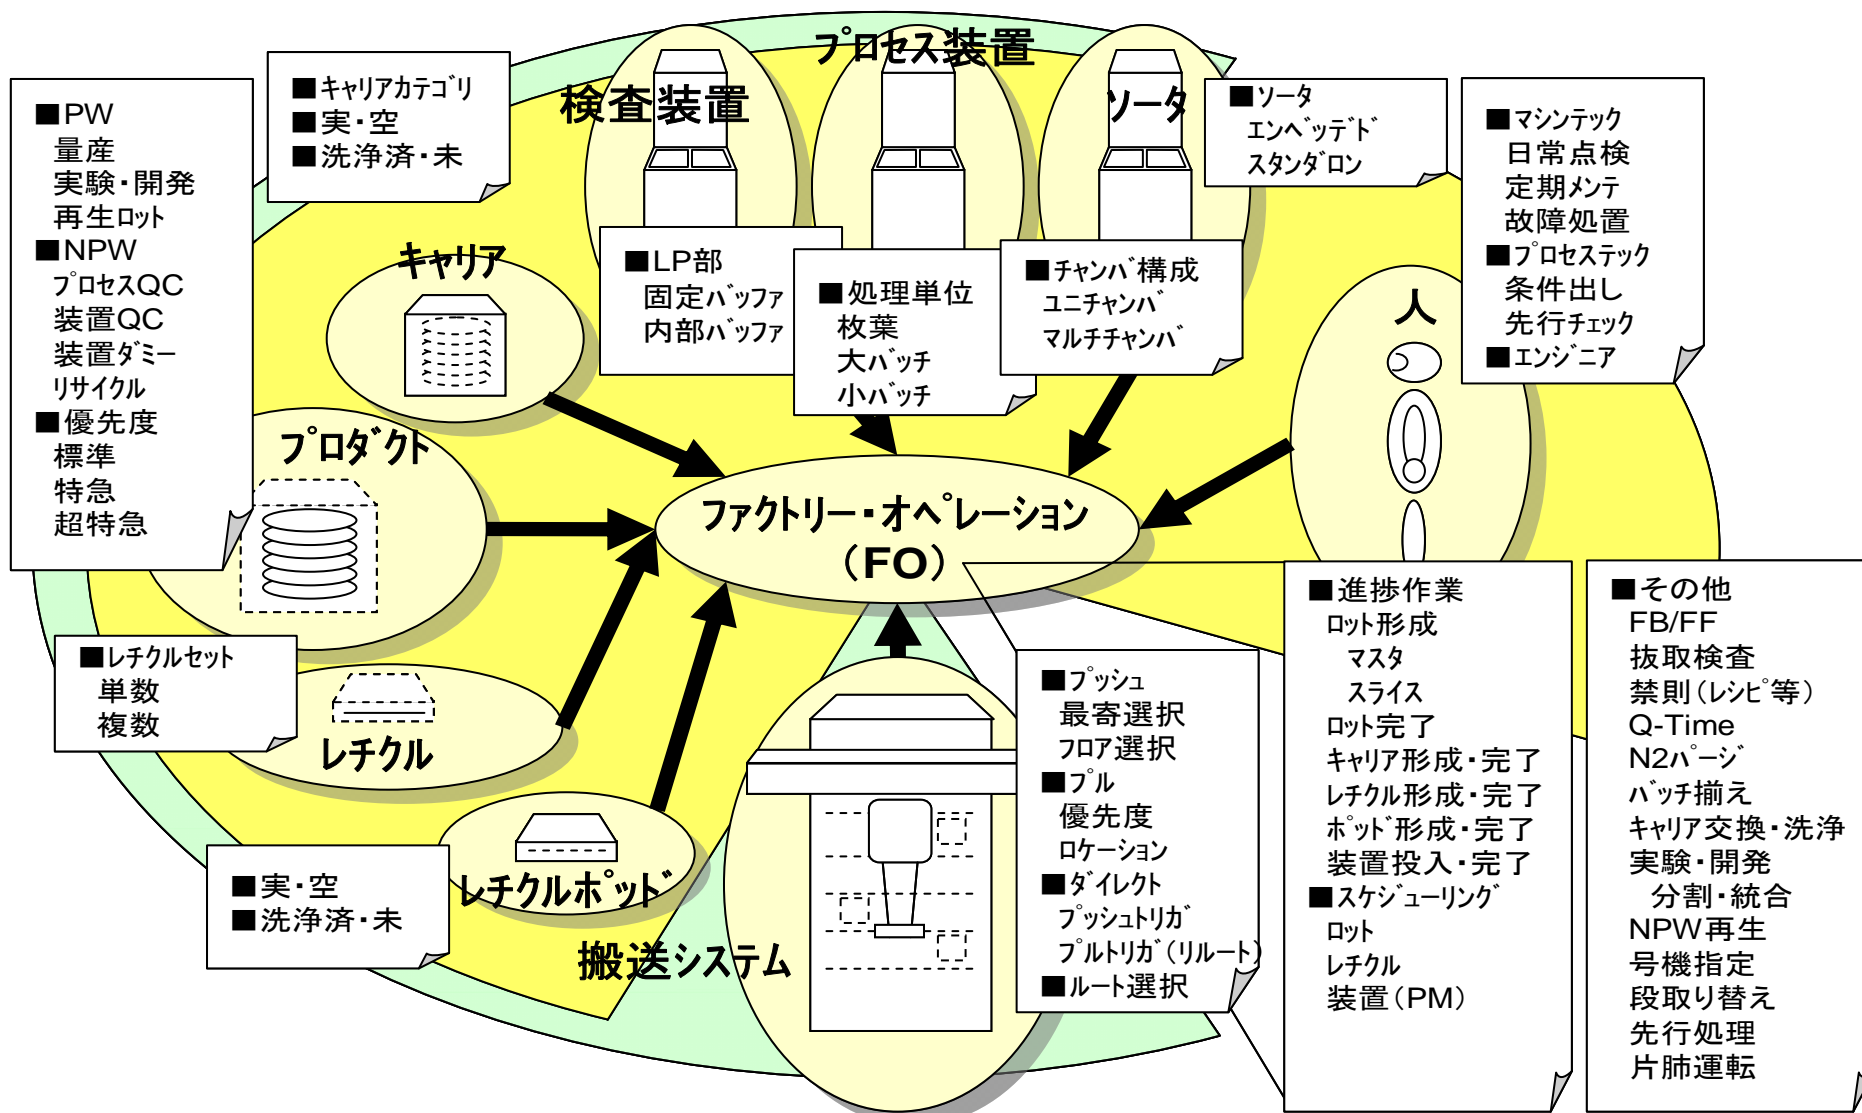 ■PW
量産
実験・開発
再生ロット
■NPW
プロセスQC
装置QC
装置ダミー
リサイクル
■優先度
標準
特急
超特急
■キャリアカテゴリ
■実・空
■洗浄済・未
検査装置
プロセス装置
ソータ
■ソータ
エンベッデド
スタンダロン
■マシンテック
日常点検
定期メンテ
故障処置
■プロセステック
条件出し
先行チェック
■エンジニア
キャリア
■LP部
固定バッファ
内部バッファ
■処理単位
枚葉
大バッチ
小バッチ
■チャンバ構成
ユニチャンバ
マルチチャンバ
人
プロダクト
ファクトリー・オペレーション
(FO)
■レチクルセット
単数
複数
レチクル
■実・空
■洗浄済・未
レチクルポッド
搬送システム
■プッシュ
最寄選択
フロア選択
■プル
優先度
ロケーション
■ダイレクト
プッシュトリガ
プルトリガ(リルート)
■ルート選択
■進捗作業
ロット形成
マスタ
スライス
ロット完了
キャリア形成・完了
レチクル形成・完了
ポッド形成・完了
装置投入・完了
■スケジューリング
ロット
レチクル
装置(PM)
■その他
FB/FF
抜取検査
禁則(レシピ等)
Q-Time
N2パージ
バッチ揃え
キャリア交換・洗浄
実験・開発
分割・統合
NPW再生
号機指定
段取り替え
先行処理
片肺運転